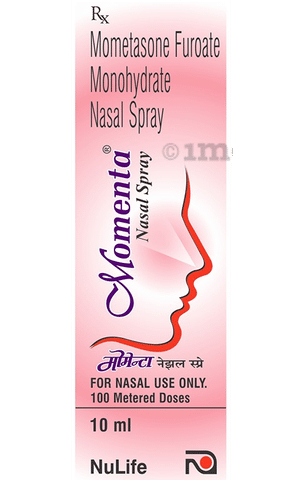 Rx
Mometasone Furoate
Monohydrate
Nasal Spray
© 1m
Momenta®
Nasal Spray
मोमेन्टा नेझल स्प्रे
FOR NASAL USE ONLY.
100 Metered Doses
10 ml
NuLife